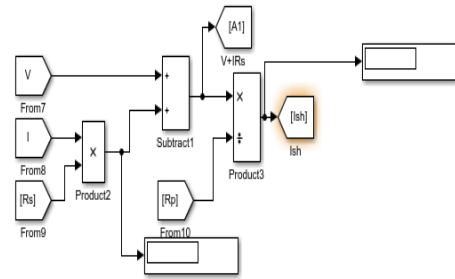 [A1]
V+IRs
V
From7
+
+
Subtract1
×
÷
Product3
[Ish]
Ish
I
From8
×
Product2
[Rs]
From9
[Rp]
From10